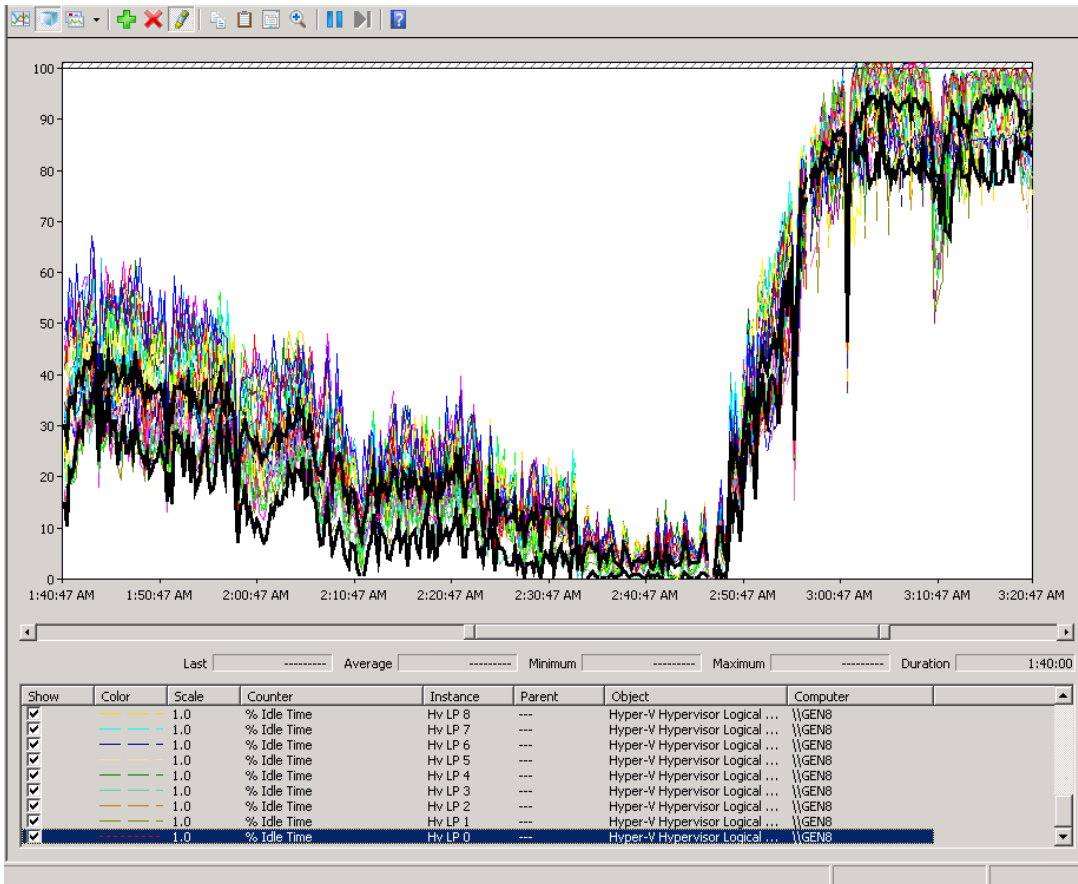 100
90
80
70
60
50
40
30
20
10
0
1:40:47 AM 1:50:47 AM 2:00:47 AM 2:10:47 AM 2:20:47 AM 2:30:47 AM 2:40:47 AM 2:50:47 AM 3:00:47 AM 3:10:47 AM 3:20:47 AM
Last --------- Average --------- Minimum --------- Maximum --------- Duration 1:40:00
Show Color Scale Counter Instance Parent Object Computer
1.0 % Idle Time Hv LP 8 --- Hyper-V Hypervisor Logical ... \\GEN8
1.0 % Idle Time Hv LP 7 --- Hyper-V Hypervisor Logical ... \\GEN8
1.0 % Idle Time Hv LP 6 --- Hyper-V Hypervisor Logical ... \\GEN8
1.0 % Idle Time Hv LP 5 --- Hyper-V Hypervisor Logical ... \\GEN8
1.0 % Idle Time Hv LP 4 --- Hyper-V Hypervisor Logical ... \\GEN8
1.0 % Idle Time Hv LP 3 --- Hyper-V Hypervisor Logical ... \\GEN8
1.0 % Idle Time Hv LP 2 --- Hyper-V Hypervisor Logical ... \\GEN8
1.0 % Idle Time Hv LP 1 --- Hyper-V Hypervisor Logical ... \\GEN8
1.0 % Idle Time Hv LP 0 --- Hyper-V Hypervisor Logical ... \\GEN8